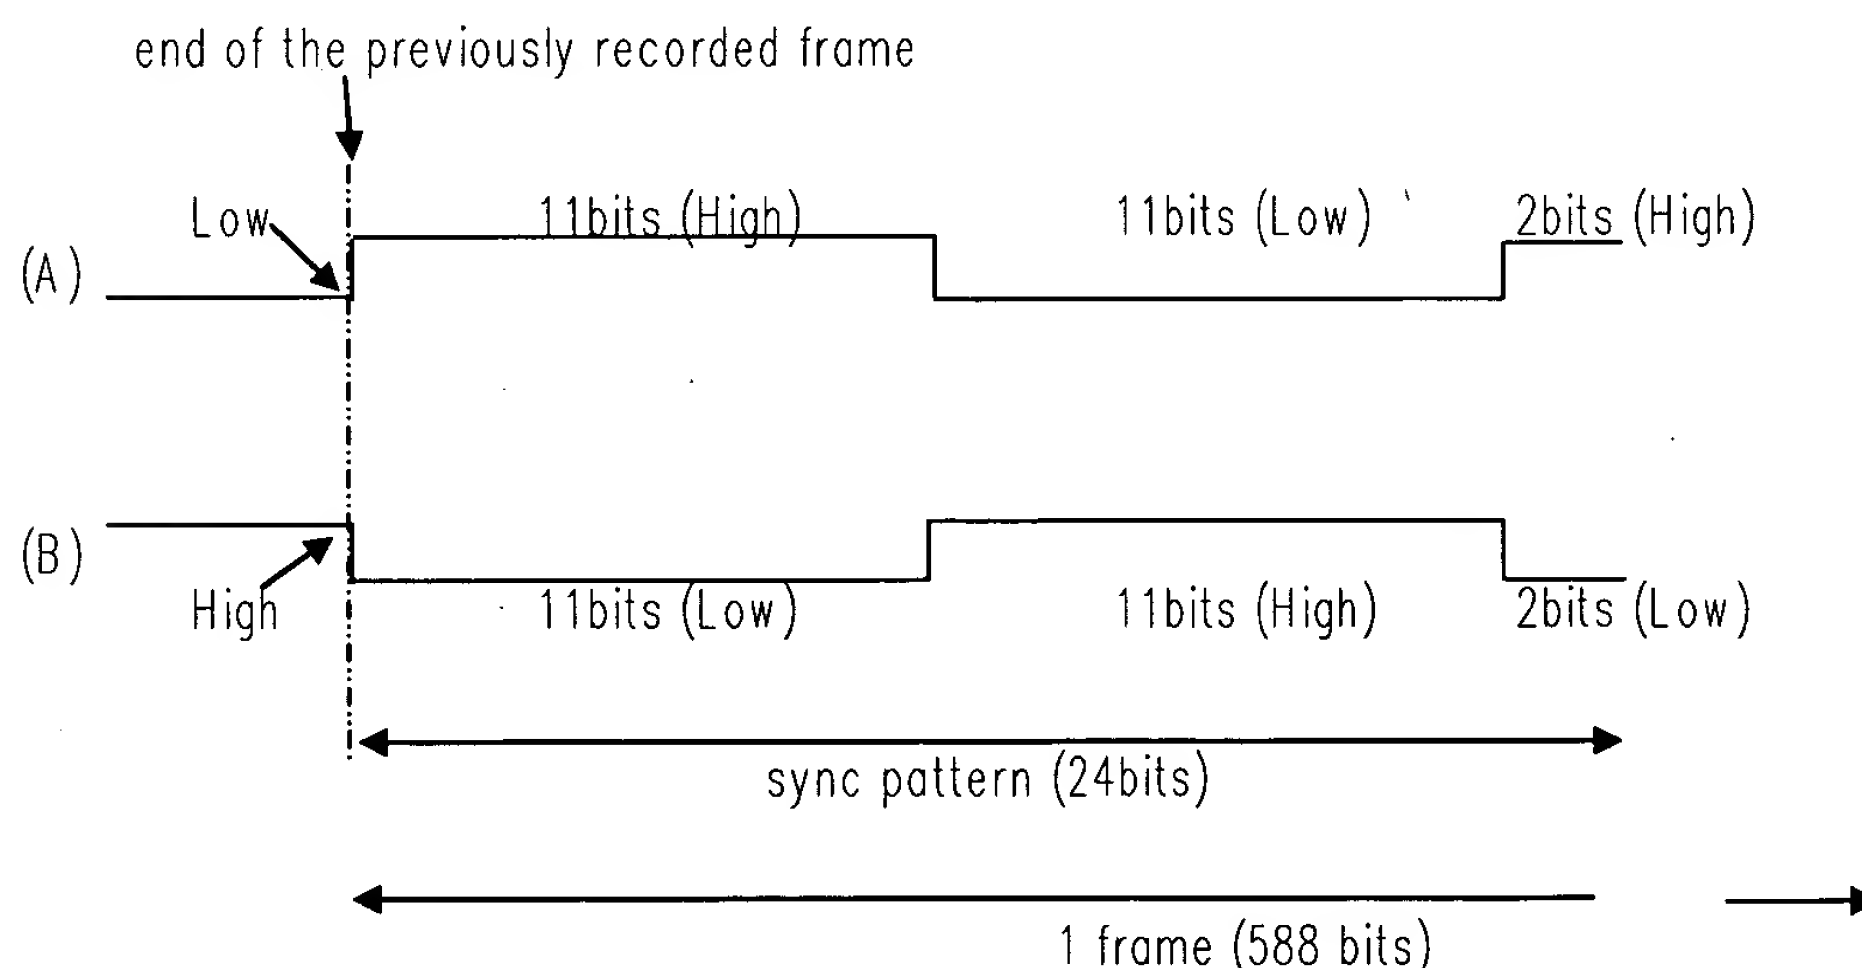 end of the previously recorded frame
Low
11bits (High)
11bits (Low)
2bits (High)
(A)
(B)
High
11bits (Low)
11bits (High)
2bits (Low)
sync pattern (24bits)
1 frame (588 bits)